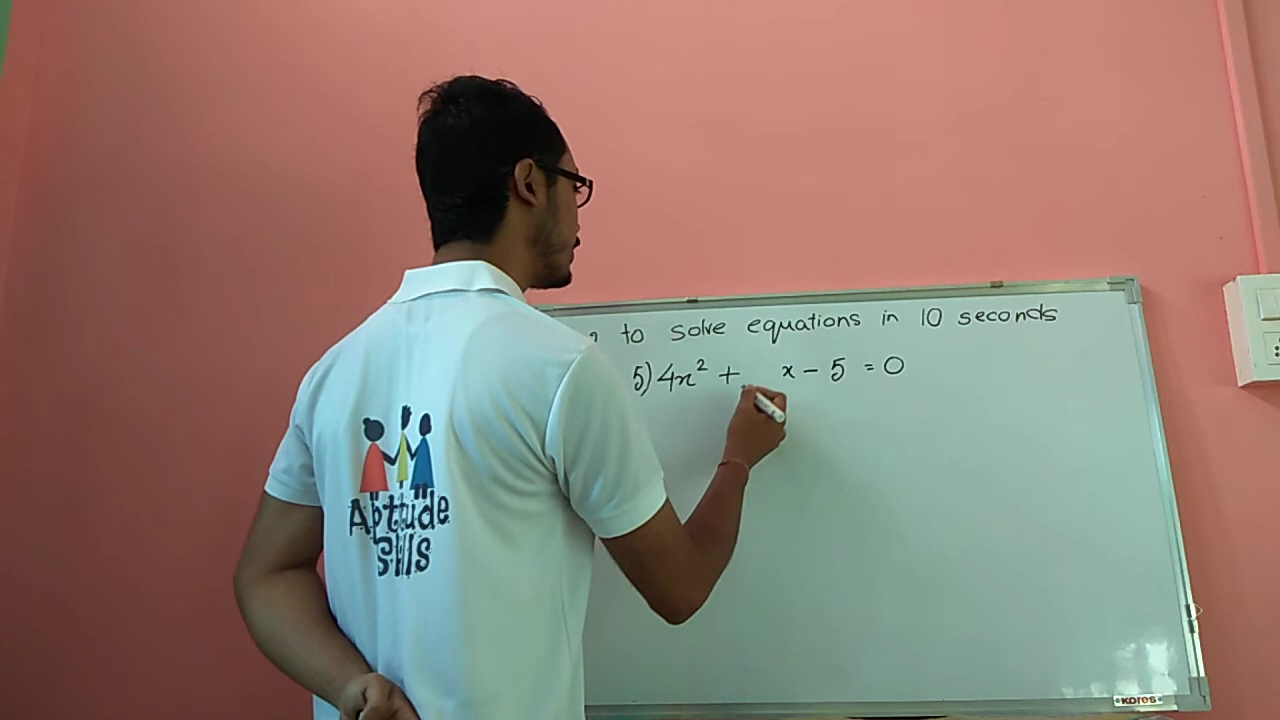 to solve equations in 10 seconds
5) 4x² + x - 5 = 0
Aptitude
Skills
KORES